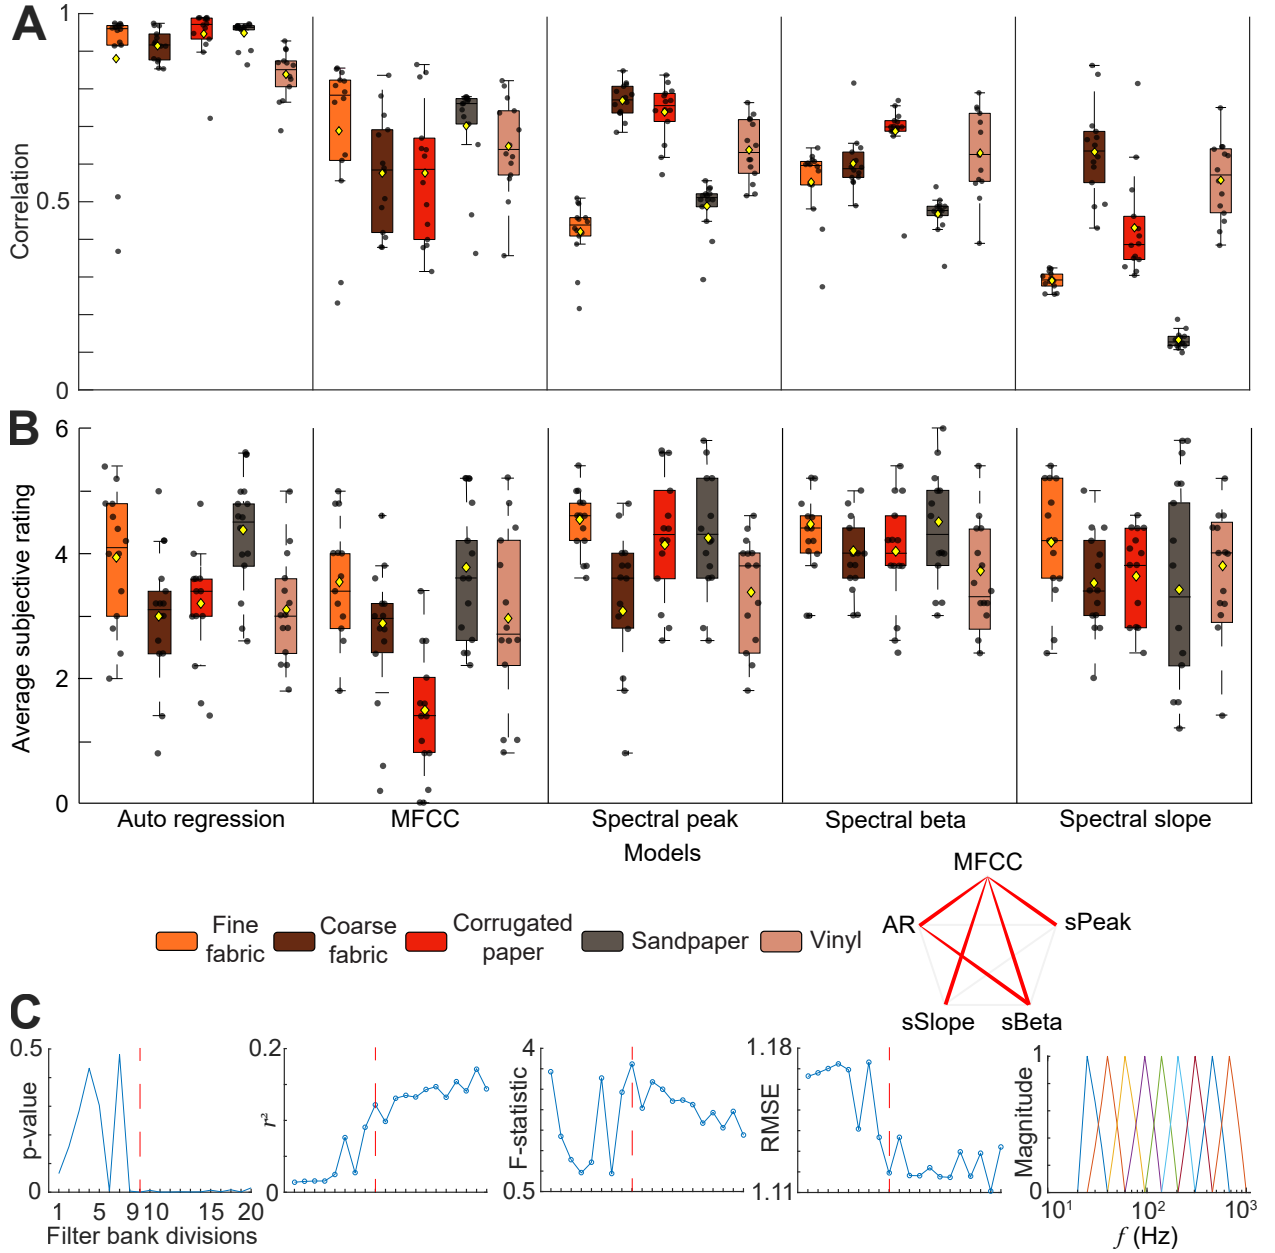 A
1
0.5
0
Correlation
B
6
4
2
0
Average subjective rating
Auto regression
MFCC
Spectral peak
Spectral beta
Spectral slope
Models
Fine fabric
Coarse fabric
Corrugated paper
Sandpaper
Vinyl
MFCC
AR
sPeak
sSlope
sBeta
C
0.5
0
p-value
1 5 9 10 15 20
Filter bank divisions
0.2
0
r²
4
0.5
F-statistic
1.18
1.11
RMSE
1
0
Magnitude
10¹ 10² 10³
f (Hz)